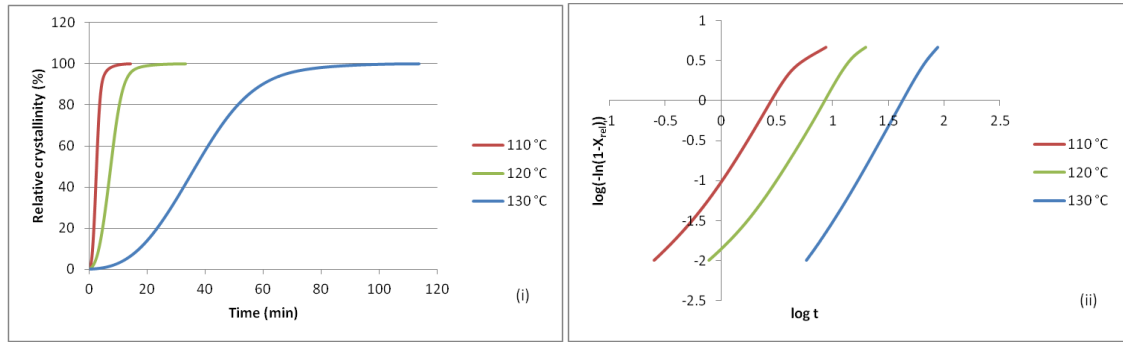 120
100
80
60
40
20
0
0 20 40 60 80 100 120
Relative crystallinity (%)
Time (min)
110 °C
120 °C
130 °C
(i)
1
0.5
0
-0.5
-1
-1.5
-2
-2.5
-1 -0.5 0 0.5 1 1.5 2 2.5
log(-ln(1-Xrel))
log t
110 °C
120 °C
130 °C
(ii)